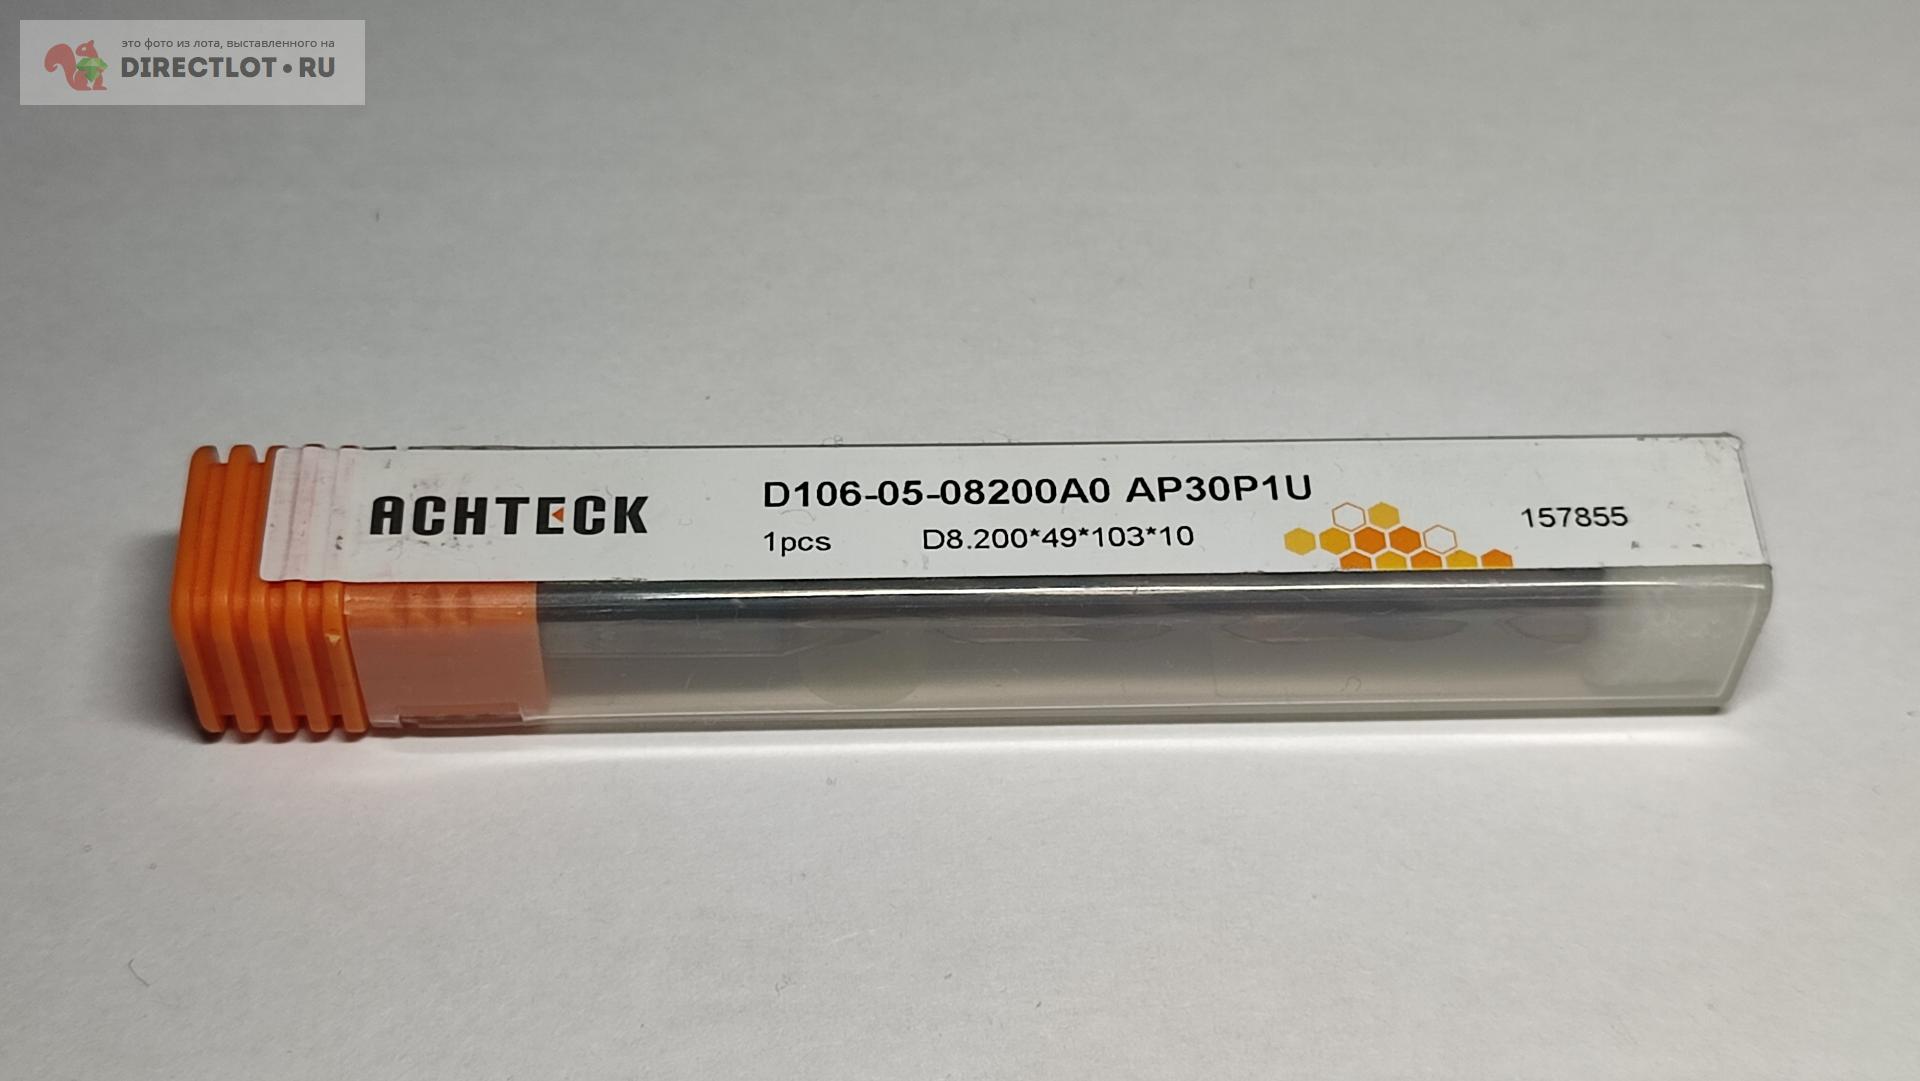 это фото из лота, выставленного на
DIRECTLOT•RU
ACHTECK
D106-05-08200A0 AP30P1U
1pcs D8.200*49*103*10
157855